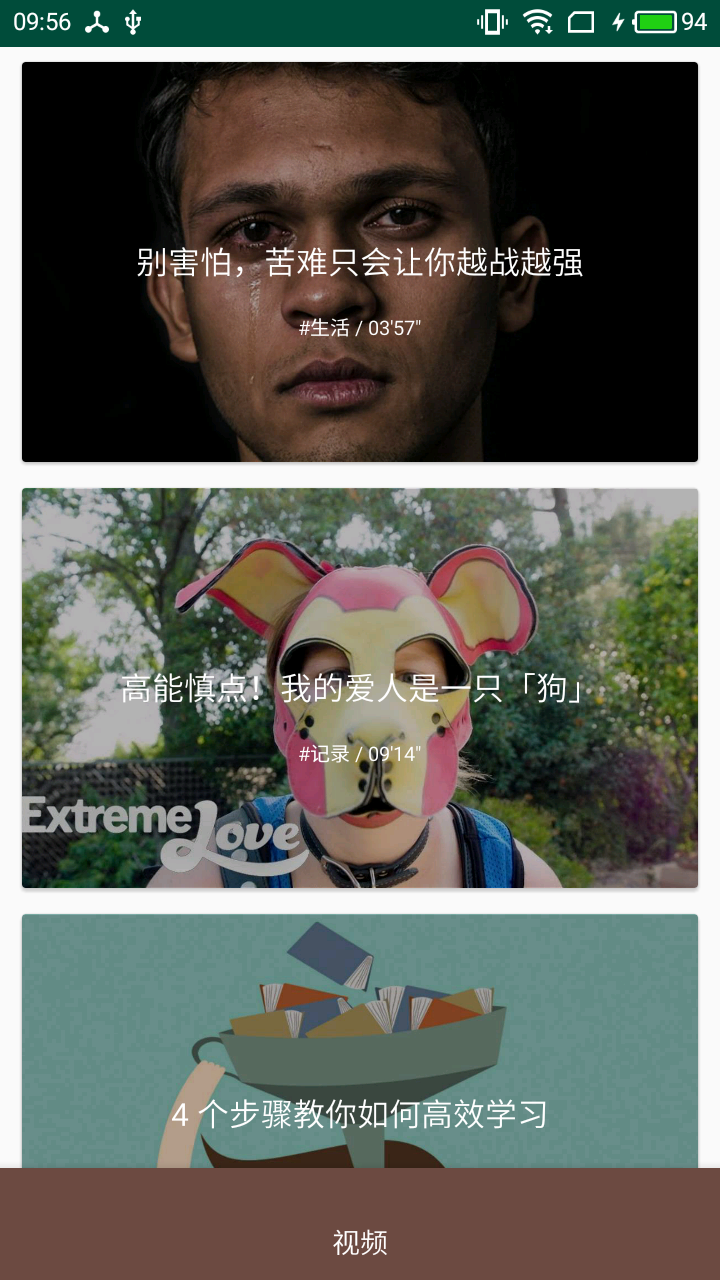 09:56
94
别害怕，苦难只会让你越战越强
#生活 / 03'57"
高能慎点！我的爱人是一只「狗」
#记录 / 09'14"
Extreme Love
4 个步骤教你如何高效学习
视频